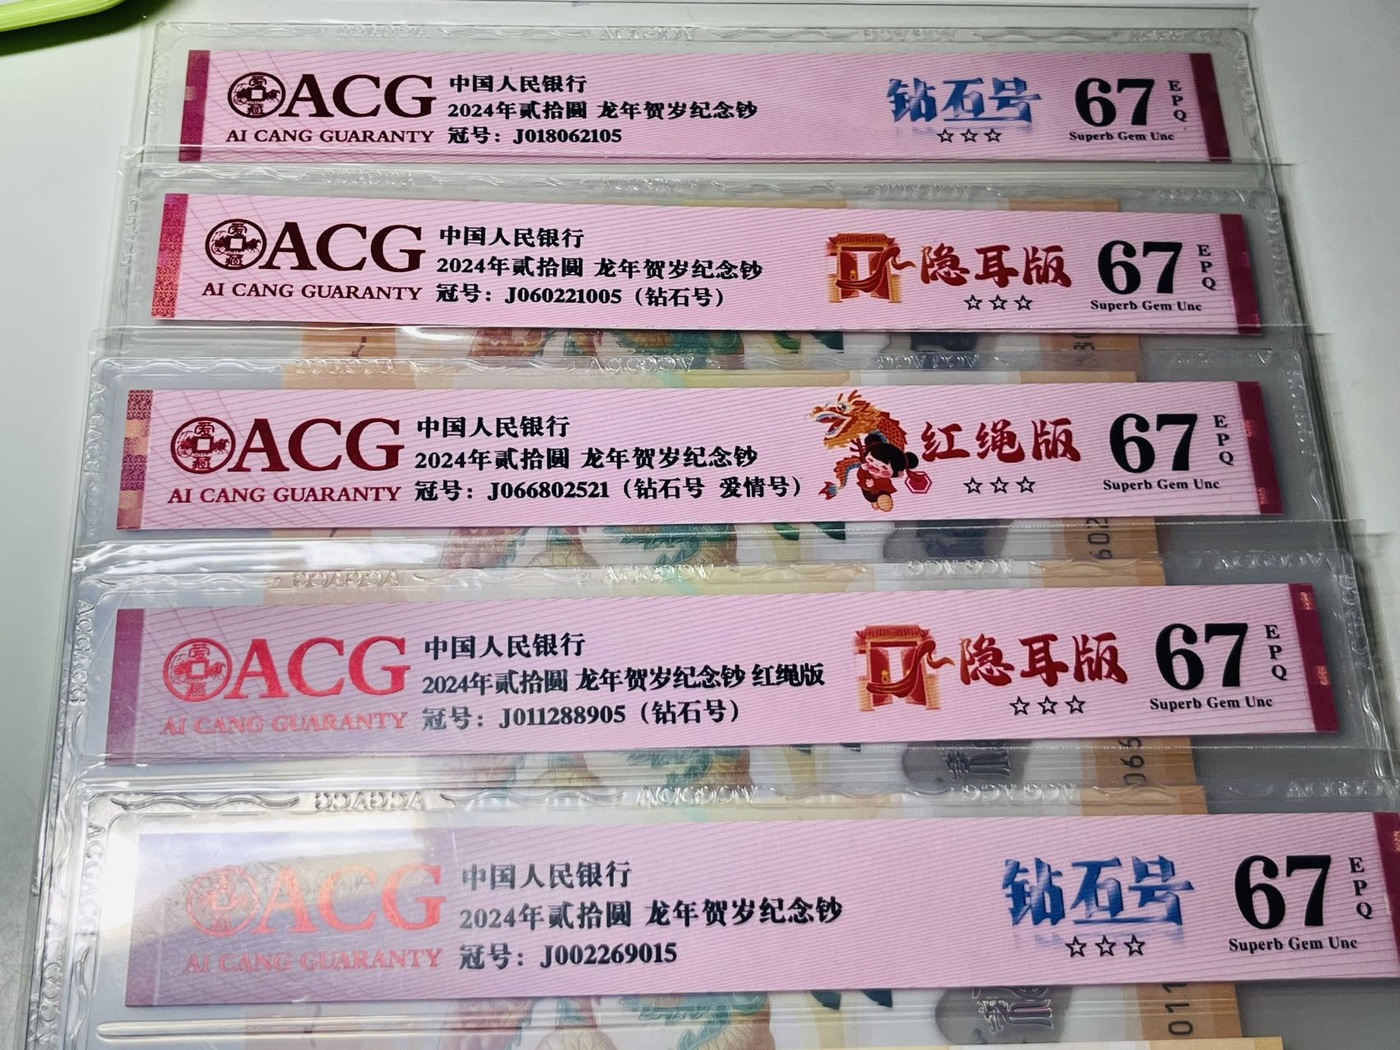 ACG
AI CANG GUARANTY
中国人民银行
2024年贰拾圆 龙年贺岁纪念钞
冠号：J018062105
钻石号
☆☆☆
67
EPQ
Superb Gem Unc
ACG
AI CANG GUARANTY
中国人民银行
2024年贰拾圆 龙年贺岁纪念钞
冠号：J060221005（钻石号）
隐耳版
☆☆☆
67
EPQ
Superb Gem Unc
ACG
AI CANG GUARANTY
中国人民银行
2024年贰拾圆 龙年贺岁纪念钞
冠号：J066802521（钻石号 爱情号）
红绳版
☆☆☆
67
EPQ
Superb Gem Unc
ACG
AI CANG GUARANTY
中国人民银行
2024年贰拾圆 龙年贺岁纪念钞 红绳版
冠号：J011288905（钻石号）
隐耳版
☆☆☆
67
EPQ
Superb Gem Unc
ACG
AI CANG GUARANTY
中国人民银行
2024年贰拾圆 龙年贺岁纪念钞
冠号：J002269015
钻石号
☆☆☆
67
EPQ
Superb Gem Unc